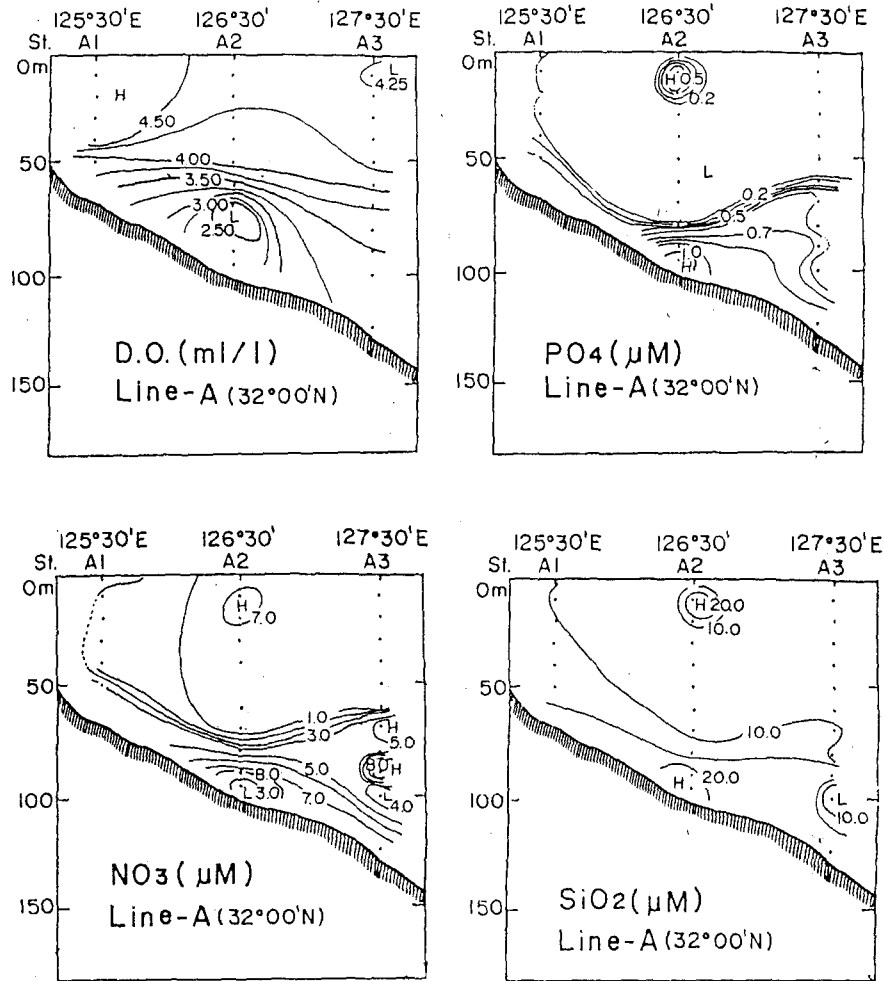 125°30'E 126°30' 127°30'E
St. A1 A2 A3
0m
50
100
150
H
L
4.25
4.50
4.00
3.50
3.00
L
2.50
D.O.(ml/l)
Line-A (32°00'N)
125°30'E 126°30' 127°30'E
St. A1 A2 A3
0m
50
100
150
H 0.5
0.2
L
0.2
0.5
0.7
1.0
H
PO4(μM)
Line-A (32°00'N)
125°30'E 126°30' 127°30'E
St. A1 A2 A3
0m
50
100
150
H
7.0
1.0
3.0
H
5.0
5.0
8.0
H
8.0
L 3.0
7.0
L
4.0
NO3(μM)
Line-A (32°00'N)
125°30'E 126°30' 127°30'E
St. A1 A2 A3
0m
50
100
150
H 20.0
10.0
10.0
H
20.0
L
10.0
SiO2(μM)
Line-A (32°00'N)